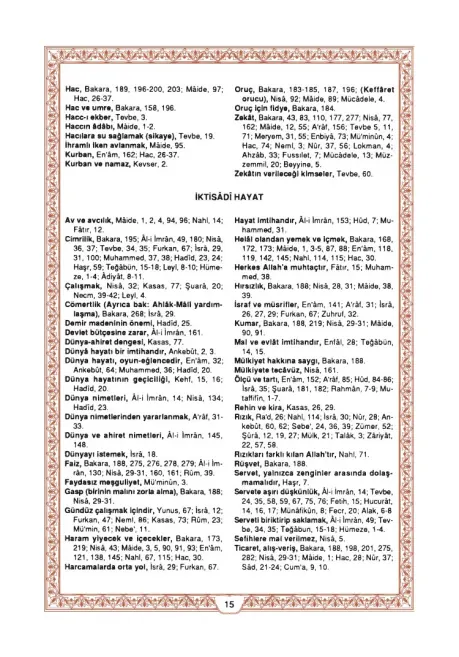 Hac, Bakara, 189, 196-200, 203; Mâide, 97;
Hac, 26-37.
Hac ve umre, Bakara, 158, 196.
Hacc-ı ekber, Tevbe, 3.
Haccın âdâbı, Mâide, 1-2.
Hacılara su sağlamak (sikaye), Tevbe, 19.
İhramlı iken avlanmak, Mâide, 95.
Kurban, En'âm, 162; Hac, 26-37.
Kurban ve namaz, Kevser, 2.
Oruç, Bakara, 183-185, 187, 196; (Keffâret
orucu), Nisâ, 92; Mâide, 89; Mücâdele, 4.
Oruç için fidye, Bakara, 184.
Zekât, Bakara, 43, 83, 110, 177, 277; Nisâ, 77,
162; Mâide, 12, 55; A'râf, 156; Tevbe 5, 11,
71; Meryem, 31, 55; Enbiyâ, 73; Mü'minûn, 4;
Hac, 74; Neml, 3; Nûr, 37, 56; Lokman, 4;
Ahzâb, 33; Fussılet, 7; Mücâdele, 13; Müz-
zemmil, 20; Beyyine, 5.
Zekâtın verileceği kimseler, Tevbe, 60.
İKTİSÂDÎ HAYAT
Av ve avcılık, Mâide, 1, 2, 4, 94, 96; Nahl, 14;
Fâtır, 12.
Cimrilik, Bakara, 195; Âl-i İmrân, 49, 180; Nisâ,
36, 37; Tevbe, 34, 35; Furkan, 67; İsrâ, 29,
31, 100; Muhammed, 37, 38; Hadîd, 23, 24;
Haşr, 59; Teğâbün, 15-18; Leyl, 8-10; Hüme-
ze, 1-4; Âdiyât, 8-11.
Çalışmak, Nisâ, 32; Kasas, 77; Şuarâ, 20;
Necm, 39-42; Leyl, 4.
Cömertlik (Ayrıca bak: Ahlâk-Mâlî yardım-
laşma), Bakara, 268; İsrâ, 29.
Demir madeninin önemi, Hadîd, 25.
Devlet bütçesine zarar, Âl-i İmrân, 161.
Dünya-ahiret dengesi, Kasas, 77.
Dünyâ hayatı bir imtihandır, Ankebût, 2, 3.
Dünyâ hayatı, oyun-eğlencedir, En'âm, 32;
Ankebût, 64; Muhammed, 36; Hadîd, 20.
Dünya hayatının geçiciliği, Kehf, 15, 16;
Hadîd, 20.
Dünya nimetleri, Âl-i İmrân, 14; Nisâ, 134;
Hadîd, 23.
Dünya nimetlerinden yararlanmak, A'râf, 31-
33.
Dünya ve ahiret nimetleri, Âl-i İmrân, 145,
148.
Dünyayı istemek, İsrâ, 18.
Faiz, Bakara, 188, 275, 276, 278, 279; Âl-i İm-
rân, 130; Nisâ, 29-31, 160, 161; Rûm, 39.
Faydasız meşguliyet, Mü'minûn, 3.
Gasp (birinin malını zorla alma), Bakara, 188;
Nisâ, 29-31.
Gündüz çalışmak içindir, Yunus, 67; İsrâ, 12;
Furkan, 47; Neml, 86; Kasas, 73; Rûm, 23;
Mü'min, 61; Nebe', 11.
Haram yiyecek ve içecekler, Bakara, 173,
219; Nisâ, 43; Mâide, 3, 5, 90, 91, 93; En'âm,
121, 138, 145; Nahl, 67, 115; Hac, 30.
Harcamalarda orta yol, İsrâ, 29; Furkan, 67.
Hayat imtihandır, Âl-i İmrân, 153; Hûd, 7; Mu-
hammed, 31.
Helâl olandan yemek ve içmek, Bakara, 168,
172, 173; Mâide, 1, 3-5, 87, 88; En'âm, 118,
119, 142, 145; Nahl, 114, 115; Hac, 30.
Herkes Allah'a muhtaçtır, Fâtır, 15; Muham-
med, 38.
Hırsızlık, Bakara, 188; Nisâ, 28, 31; Mâide, 38,
39.
İsraf ve müsrifler, En'âm, 141; A'râf, 31; İsrâ,
26, 27, 29; Furkan, 67; Zuhruf, 32.
Kumar, Bakara, 188, 219; Nisâ, 29-31; Mâide,
90, 91.
Mal ve evlât imtihandır, Enfâl, 28; Teğâbün,
14, 15.
Mülkiyet hakkına saygı, Bakara, 188.
Mülkiyete tecâvüz, Nisâ, 161.
Ölçü ve tartı, En'âm, 152; A'râf, 85; Hûd, 84-86;
İsrâ, 35; Şuarâ, 181, 182; Rahmân, 7-9, Mu-
taffifîn, 1-7.
Rehin ve kira, Kasas, 26, 29.
Rızık, Ra'd, 26; Nahl, 114; İsrâ, 30; Nûr, 28; An-
kebût, 60, 62; Sebe', 24, 36, 39; Zümer, 52;
Şûrâ, 12, 19, 27; Mülk, 21; Talâk, 3; Zâriyât,
22, 57, 58.
Rızıkları farklı kılan Allah'tır, Nahl, 71.
Rüşvet, Bakara, 188.
Servet, yalnızca zenginler arasında dolaş-
mamalıdır, Haşr, 7.
Servete aşırı düşkünlük, Âl-i İmrân, 14; Tevbe,
24, 35, 58, 59, 67, 75, 76; Fetih, 15; Hucurât,
14, 16, 17; Münâfikûn, 8; Fecr, 20; Alak, 6-8
Serveti biriktirip saklamak, Âl-i İmrân, 49; Tev-
be, 34, 35; Teğâbun, 15-18; Hümeze, 1-4.
Sefihlere mal verilmez, Nisâ, 5.
Ticaret, alış-veriş, Bakara, 188, 198, 201, 275,
282; Nisâ, 29-31; Mâide, 1; Hac, 28; Nûr, 37;
Sâd, 21-24; Cum'a, 9, 10.
15